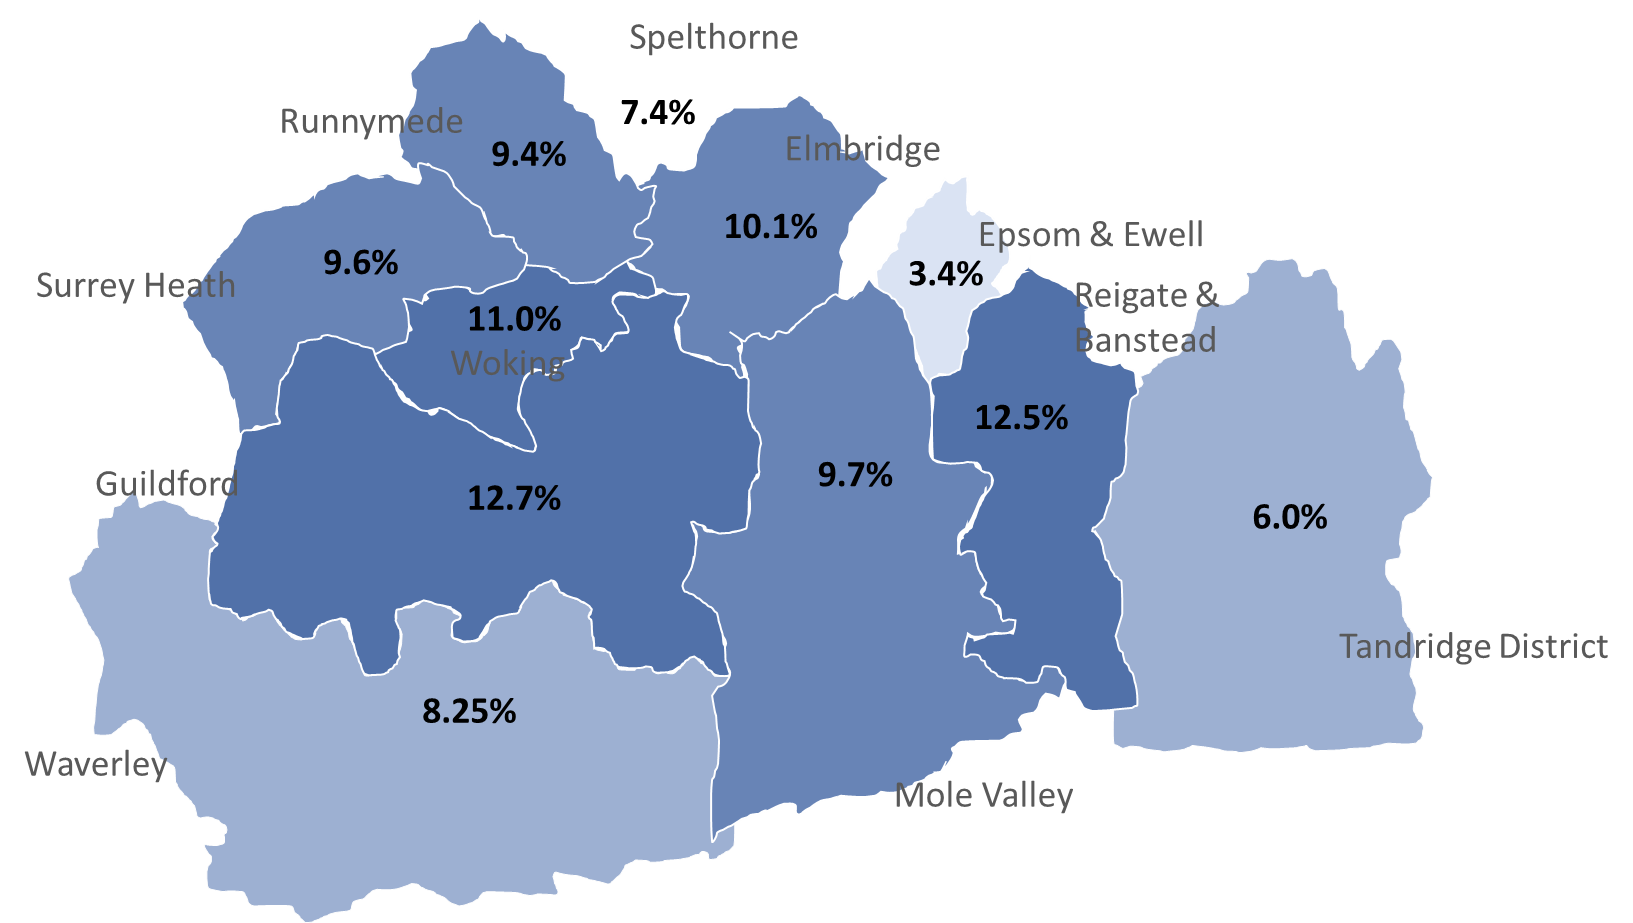 Spelthorne
7.4%
Runnymede
9.4%
Elmbridge
10.1%
Epsom & Ewell
3.4%
Surrey Heath
9.6%
Reigate &
Banstead
12.5%
11.0%
Woking
Guildford
12.7%
9.7%
6.0%
Tandridge District
8.25%
Waverley
Mole Valley